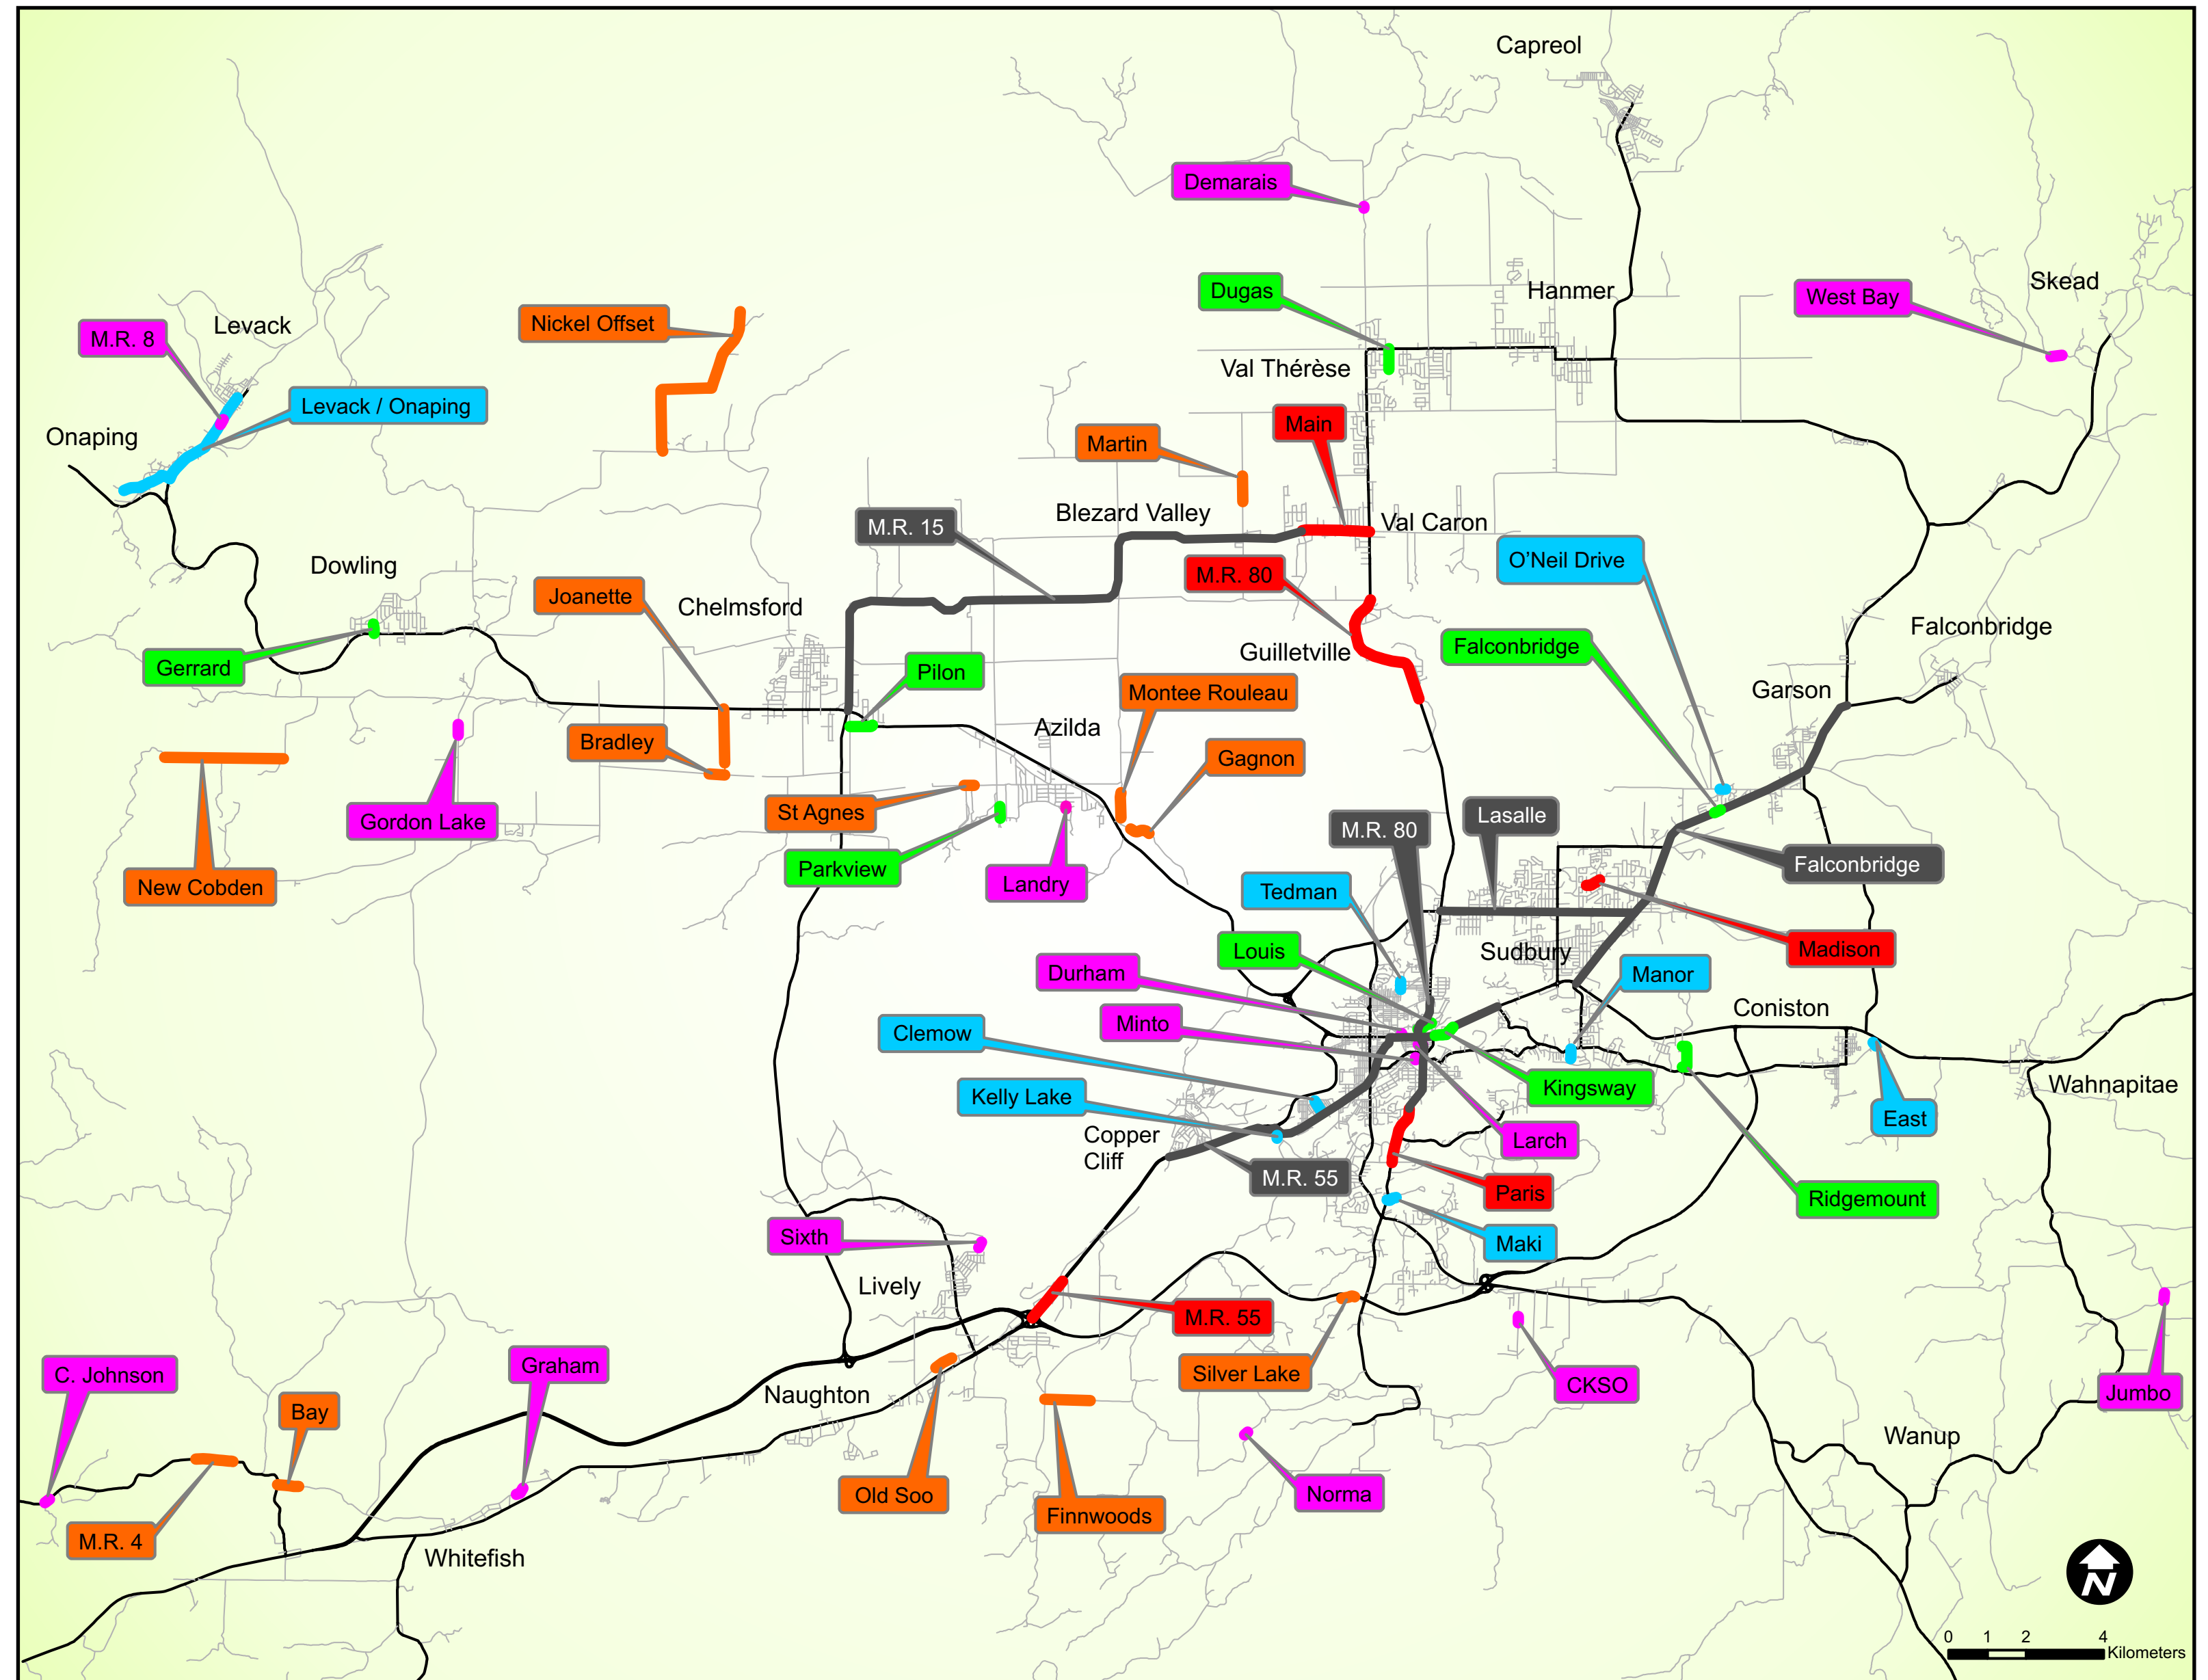 Capreol
Demarais
Dugas
Hanmer
Skead
West Bay
Nickel Offset
Levack
M.R. 8
Val Thérèse
Levack / Onaping
Onaping
Main
Martin
Blezard Valley
M.R. 15
Val Caron
O'Neil Drive
Dowling
M.R. 80
Joanette
Chelmsford
Falconbridge
Falconbridge
Guilletville
Gerrard
Pilon
Montee Rouleau
Garson
Azilda
Bradley
Gagnon
St Agnes
Gordon Lake
Lasalle
M.R. 80
Falconbridge
Parkview
Landry
New Cobden
Tedman
Madison
Louis
Sudbury
Durham
Manor
Coniston
Minto
Clemow
Kingsway
Wahnapitae
Kelly Lake
East
Copper
Cliff
Larch
M.R. 55
Paris
Ridgemount
Sixth
Maki
Lively
M.R. 55
C. Johnson
Graham
Silver Lake
CKSO
Jumbo
Naughton
Bay
Wanup
Old Soo
Norma
Finnwoods
M.R. 4
Whitefish
N
0 1 2 4
Kilometers